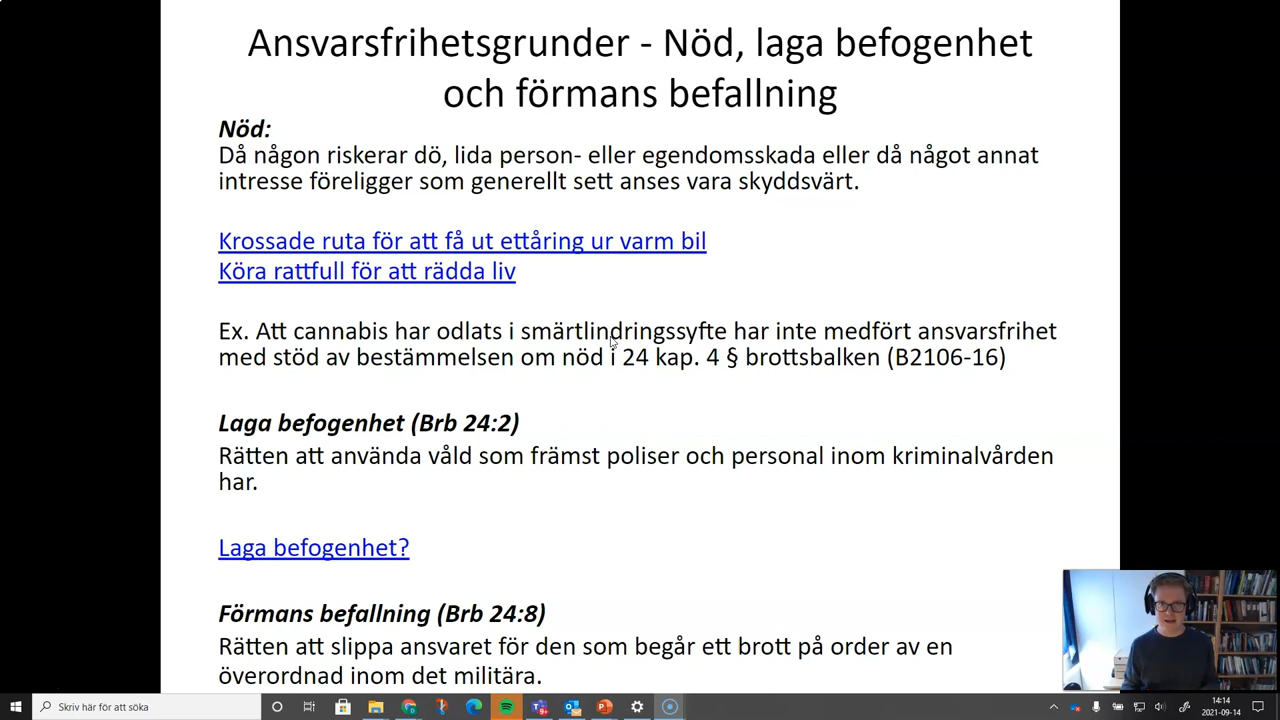 Ansvarsfrihetsgrunder - Nöd, laga befogenhet
och förmans befallning
Nöd:
Då någon riskerar dö, lida person- eller egendomsskada eller då något annat
intresse föreligger som generellt sett anses vara skyddsvärt.
Krossade ruta för att få ut ettåring ur varm bil
Köra rattfull för att rädda liv
Ex. Att cannabis har odlats i smärtlindringssyfte har inte medfört ansvarsfrihet
med stöd av bestämmelsen om nöd i 24 kap. 4 § brottsbalken (B2106-16)
Laga befogenhet (Brb 24:2)
Rätten att använda våld som främst poliser och personal inom kriminalvården
har.
Laga befogenhet?
Förmans befallning (Brb 24:8)
Rätten att slippa ansvaret för den som begår ett brott på order av en
överordnad inom det militära.
Skriv här för att söka
14:14
2021-09-14